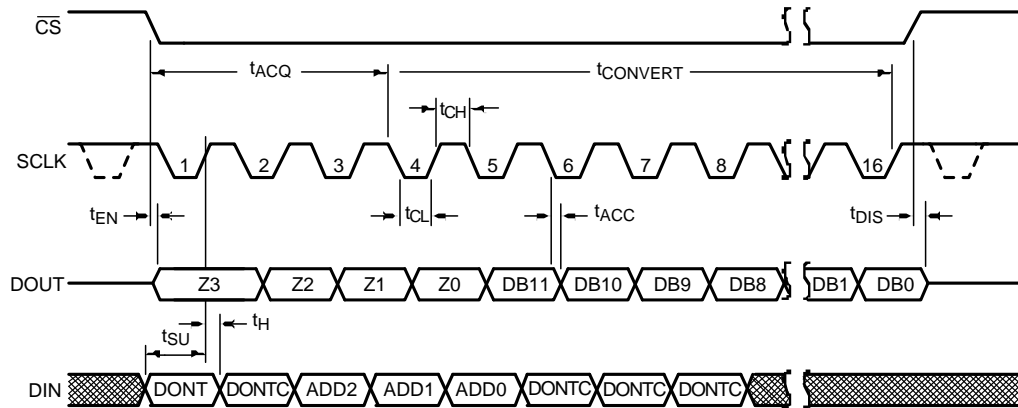 CS
tACQ
tCONVERT
tCH
SCLK
1 2 3 4 5 6 7 8 16
tEN
tCL
tACC
tDIS
DOUT
Z3 Z2 Z1 Z0 DB11 DB10 DB9 DB8 DB1 DB0
tSU
tH
DIN
DONT DONTC ADD2 ADD1 ADD0 DONTC DONTC DONTC